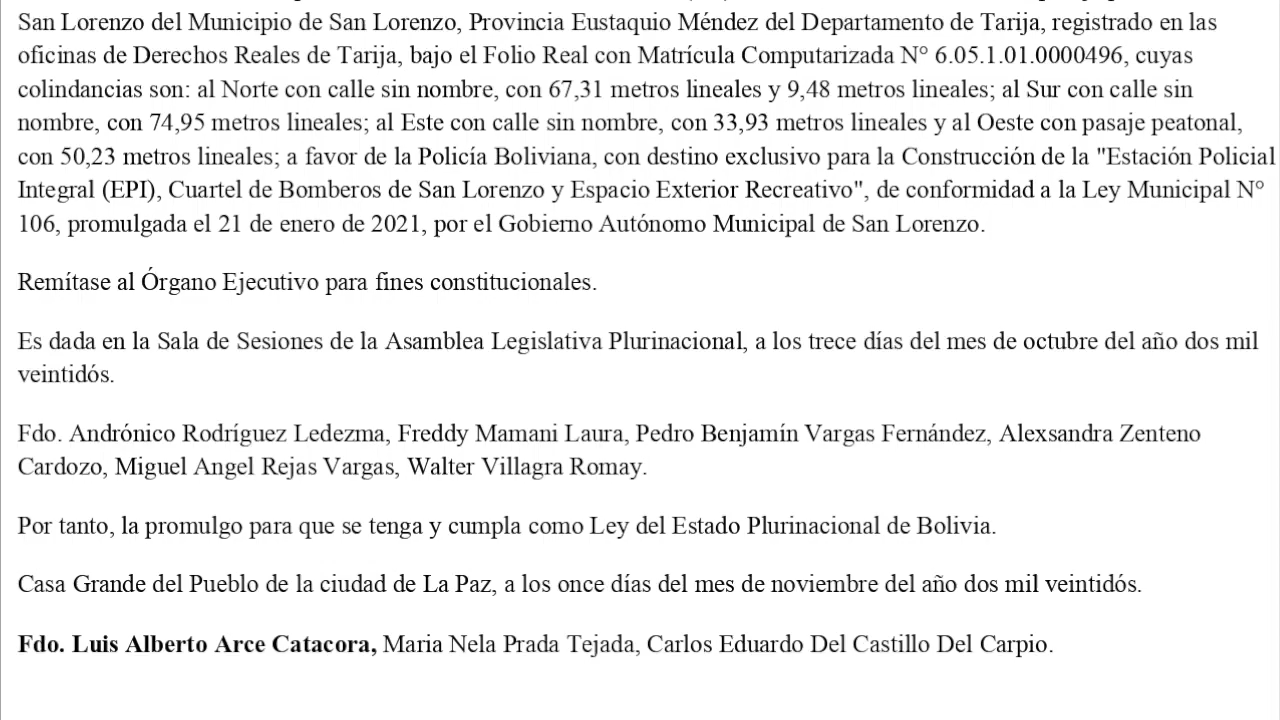 San Lorenzo del Municipio de San Lorenzo, Provincia Eustaquio Méndez del Departamento de Tarija, registrado en las
oficinas de Derechos Reales de Tarija, bajo el Folio Real con Matrícula Computarizada N° 6.05.1.01.0000496, cuyas
colindancias son: al Norte con calle sin nombre, con 67,31 metros lineales y 9,48 metros lineales; al Sur con calle sin
nombre, con 74,95 metros lineales; al Este con calle sin nombre, con 33,93 metros lineales y al Oeste con pasaje peatonal,
con 50,23 metros lineales; a favor de la Policía Boliviana, con destino exclusivo para la Construcción de la "Estación Policial
Integral (EPI), Cuartel de Bomberos de San Lorenzo y Espacio Exterior Recreativo", de conformidad a la Ley Municipal N°
106, promulgada el 21 de enero de 2021, por el Gobierno Autónomo Municipal de San Lorenzo.
Remítase al Órgano Ejecutivo para fines constitucionales.
Es dada en la Sala de Sesiones de la Asamblea Legislativa Plurinacional, a los trece días del mes de octubre del año dos mil
veintidós.
Fdo. Andrónico Rodríguez Ledezma, Freddy Mamani Laura, Pedro Benjamín Vargas Fernández, Alexsandra Zenteno
Cardozo, Miguel Angel Rejas Vargas, Walter Villagra Romay.
Por tanto, la promulgo para que se tenga y cumpla como Ley del Estado Plurinacional de Bolivia.
Casa Grande del Pueblo de la ciudad de La Paz, a los once días del mes de noviembre del año dos mil veintidós.
Fdo. Luis Alberto Arce Catacora, Maria Nela Prada Tejada, Carlos Eduardo Del Castillo Del Carpio.